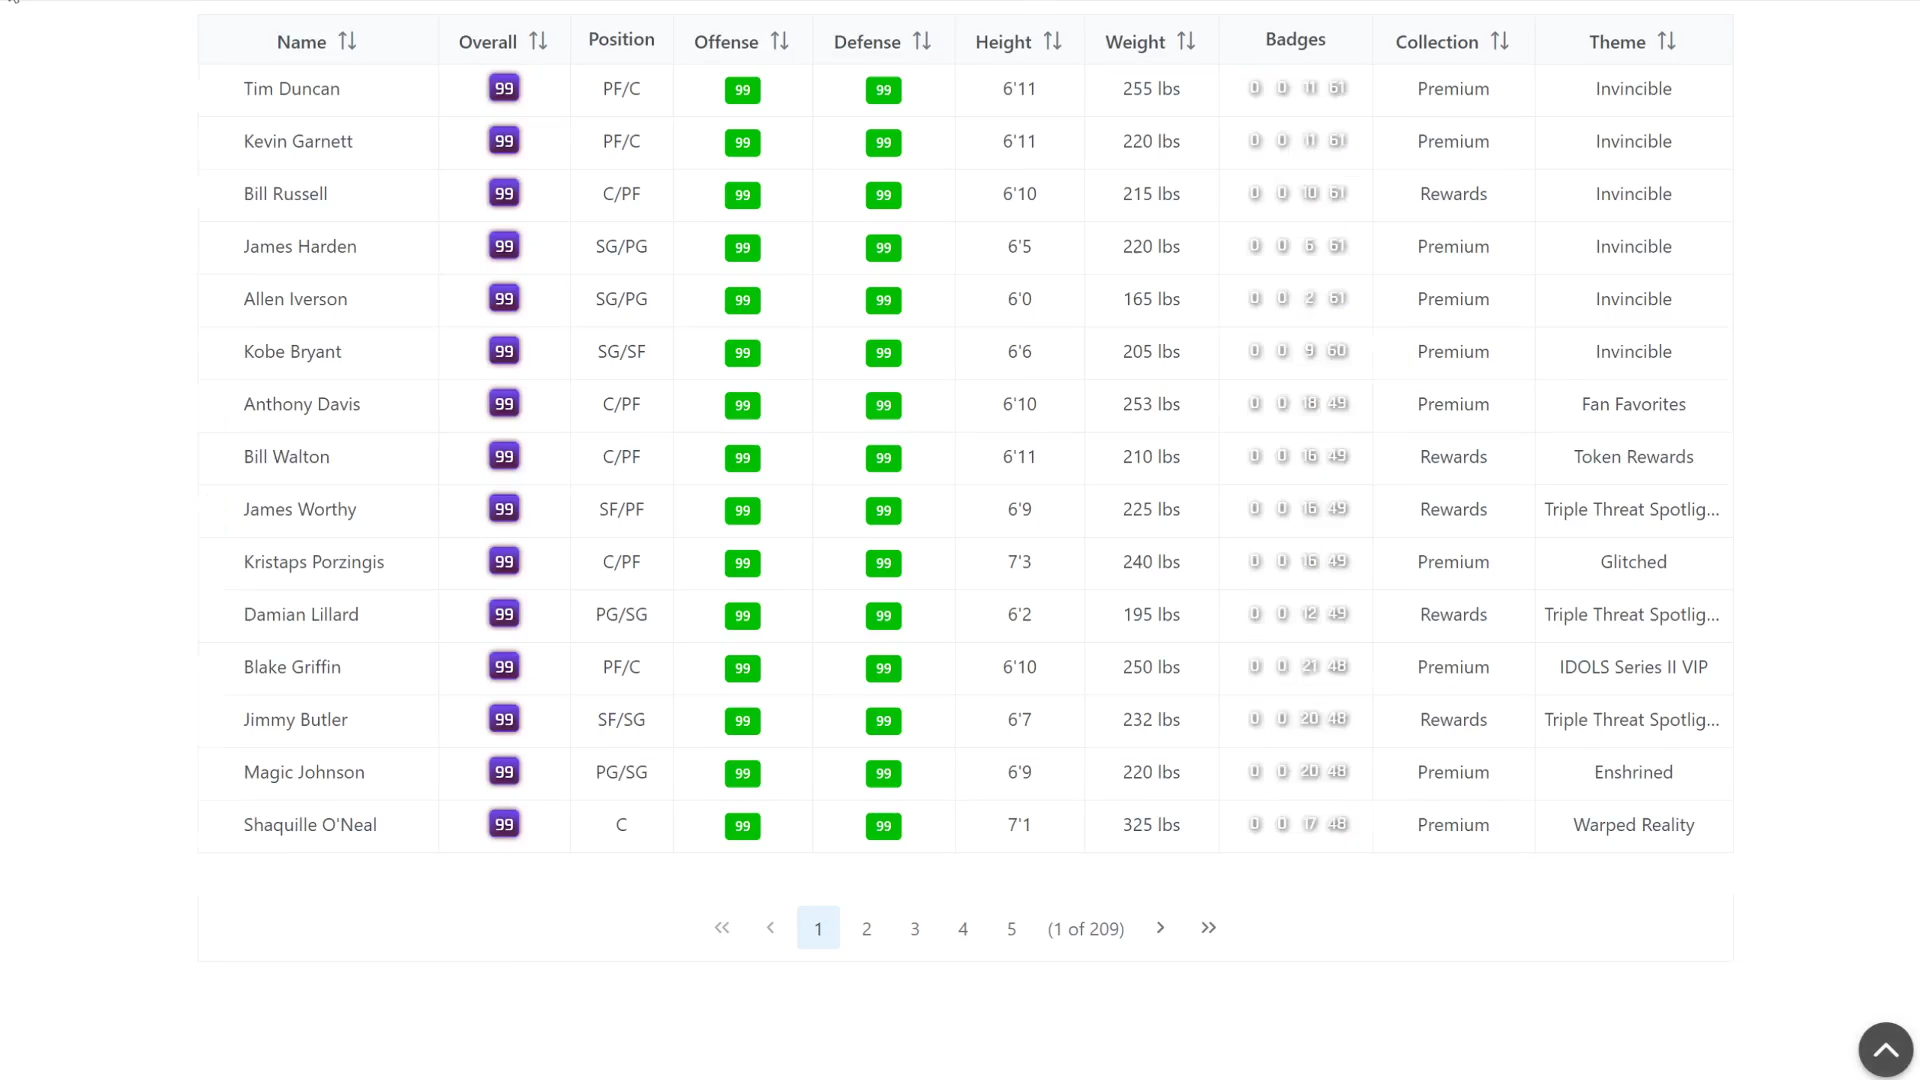 Name Overall Position Offense Defense Height Weight Badges Collection Theme
Tim Duncan 99 PF/C 99 99 6'11 255 lbs 0 0 11 61 Premium Invincible
Kevin Garnett 99 PF/C 99 99 6'11 220 lbs 0 0 11 61 Premium Invincible
Bill Russell 99 C/PF 99 99 6'10 215 lbs 0 0 10 61 Rewards Invincible
James Harden 99 SG/PG 99 99 6'5 220 lbs 0 0 6 61 Premium Invincible
Allen Iverson 99 SG/PG 99 99 6'0 165 lbs 0 0 2 61 Premium Invincible
Kobe Bryant 99 SG/SF 99 99 6'6 205 lbs 0 0 9 60 Premium Invincible
Anthony Davis 99 C/PF 99 99 6'10 253 lbs 0 0 18 49 Premium Fan Favorites
Bill Walton 99 C/PF 99 99 6'11 210 lbs 0 0 16 49 Rewards Token Rewards
James Worthy 99 SF/PF 99 99 6'9 225 lbs 0 0 16 49 Rewards Triple Threat Spotlig...
Kristaps Porzingis 99 C/PF 99 99 7'3 240 lbs 0 0 16 49 Premium Glitched
Damian Lillard 99 PG/SG 99 99 6'2 195 lbs 0 0 12 49 Rewards Triple Threat Spotlig...
Blake Griffin 99 PF/C 99 99 6'10 250 lbs 0 0 21 48 Premium IDOLS Series II VIP
Jimmy Butler 99 SF/SG 99 99 6'7 232 lbs 0 0 20 48 Rewards Triple Threat Spotlig...
Magic Johnson 99 PG/SG 99 99 6'9 220 lbs 0 0 20 48 Premium Enshrined
Shaquille O'Neal 99 C 99 99 7'1 325 lbs 0 0 17 48 Premium Warped Reality
1 2 3 4 5 (1 of 209)